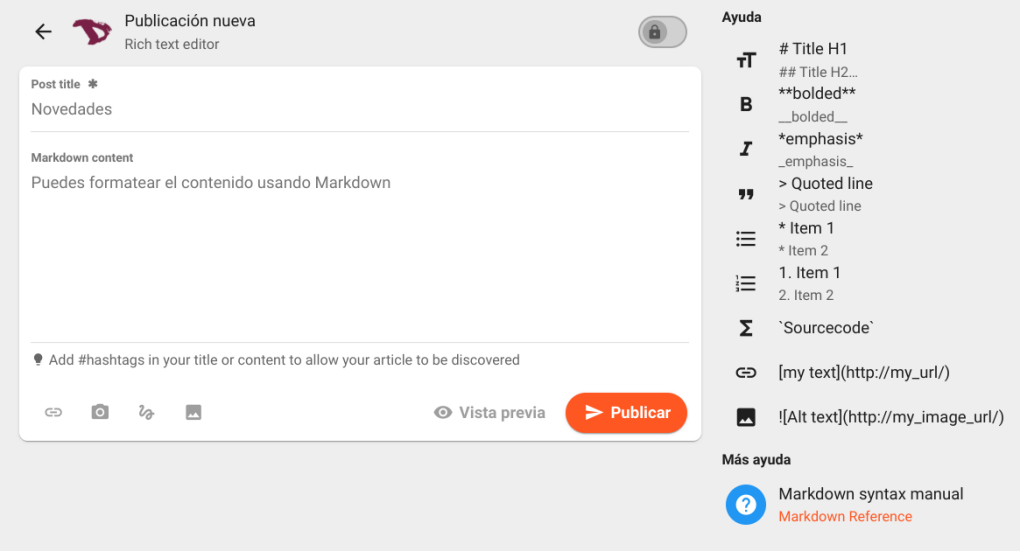 Publicación nueva
Rich text editor
Post title ✱
Novedades
Markdown content
Puedes formatear el contenido usando Markdown
Add #hashtags in your title or content to allow your article to be discovered
Vista previa
Publicar
Ayuda
# Title H1
## Title H2...
**bolded**
__bolded__
*emphasis*
_emphasis_
> Quoted line
> Quoted line
* Item 1
* Item 2
1. Item 1
2. Item 2
`Sourcecode`
[my text](http://my_url/)
![Alt text](http://my_image_url/)
Más ayuda
Markdown syntax manual
Markdown Reference